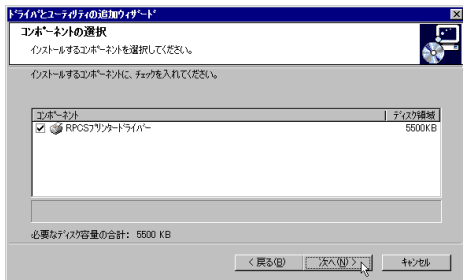 ﾄﾞﾗｲﾊﾞとﾕｰﾃｨﾘﾃｨの追加ｳｨｻﾞｰﾄﾞ
ｺﾝﾎﾟｰﾈﾝﾄの選択
ｲﾝｽﾄｰﾙするｺﾝﾎﾟｰﾈﾝﾄを選択してください。
ｲﾝｽﾄｰﾙするｺﾝﾎﾟｰﾈﾝﾄに、ﾁｪｯｸを入れてください。
ｺﾝﾎﾟｰﾈﾝﾄ ﾃﾞｨｽｸ領域
RPCSﾌﾟﾘﾝﾀｰﾄﾞﾗｲﾊﾞｰ 5500KB
必要なﾃﾞｨｽｸ容量の合計: 5500 KB
< 戻る(B) 次へ(N) > ｷｬﾝｾﾙ